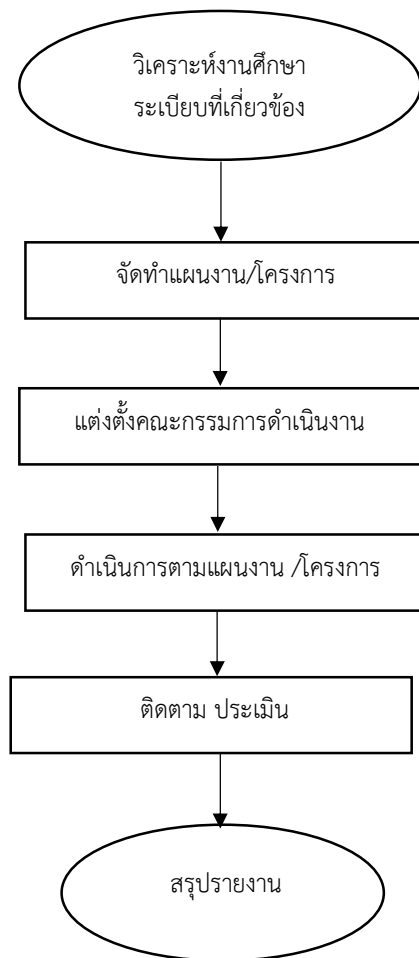 วิเคราะห์งานศึกษา
ระเบียบที่เกี่ยวข้อง
จัดทำแผนงาน/โครงการ
แต่งตั้งคณะกรรมการดำเนินงาน
ดำเนินการตามแผนงาน /โครงการ
ติดตาม ประเมิน
สรุปรายงาน